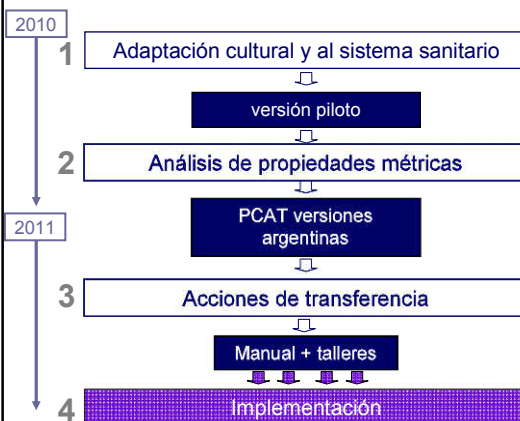 2010
1 Adaptación cultural y al sistema sanitario
versión piloto
2 Análisis de propiedades métricas
PCAT versiones
argentinas
2011
3 Acciones de transferencia
Manual + talleres
4 Implementación